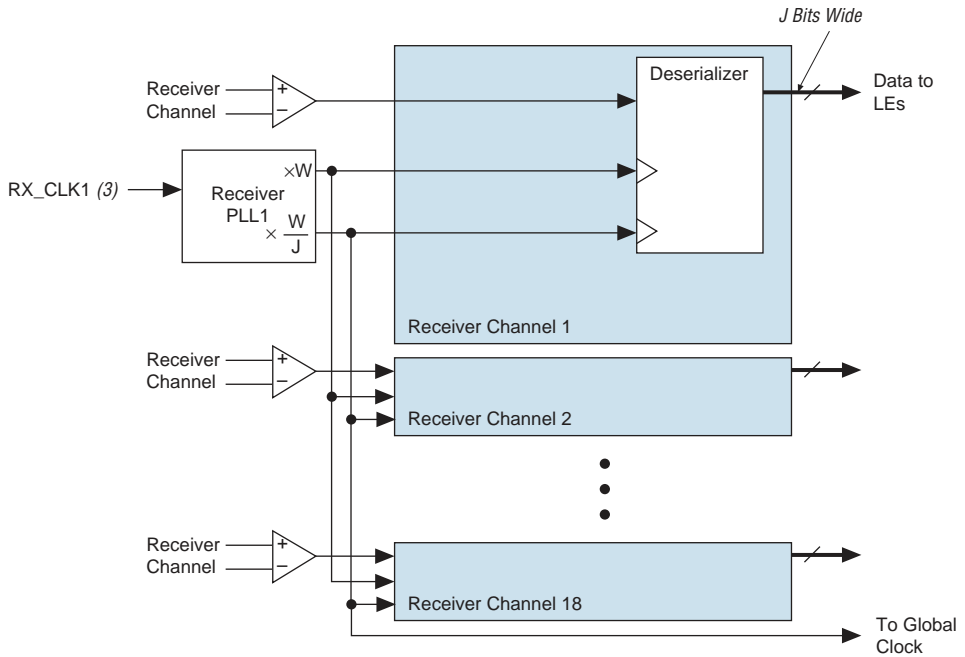 J Bits Wide
Deserializer
Receiver
Channel
+
−
Data to
LEs
RX_CLK1 (3)
×W
Receiver
PLL1
× W
J
Receiver Channel 1
Receiver
Channel
+
−
Receiver Channel 2
Receiver
Channel
+
−
Receiver Channel 18
To Global
Clock